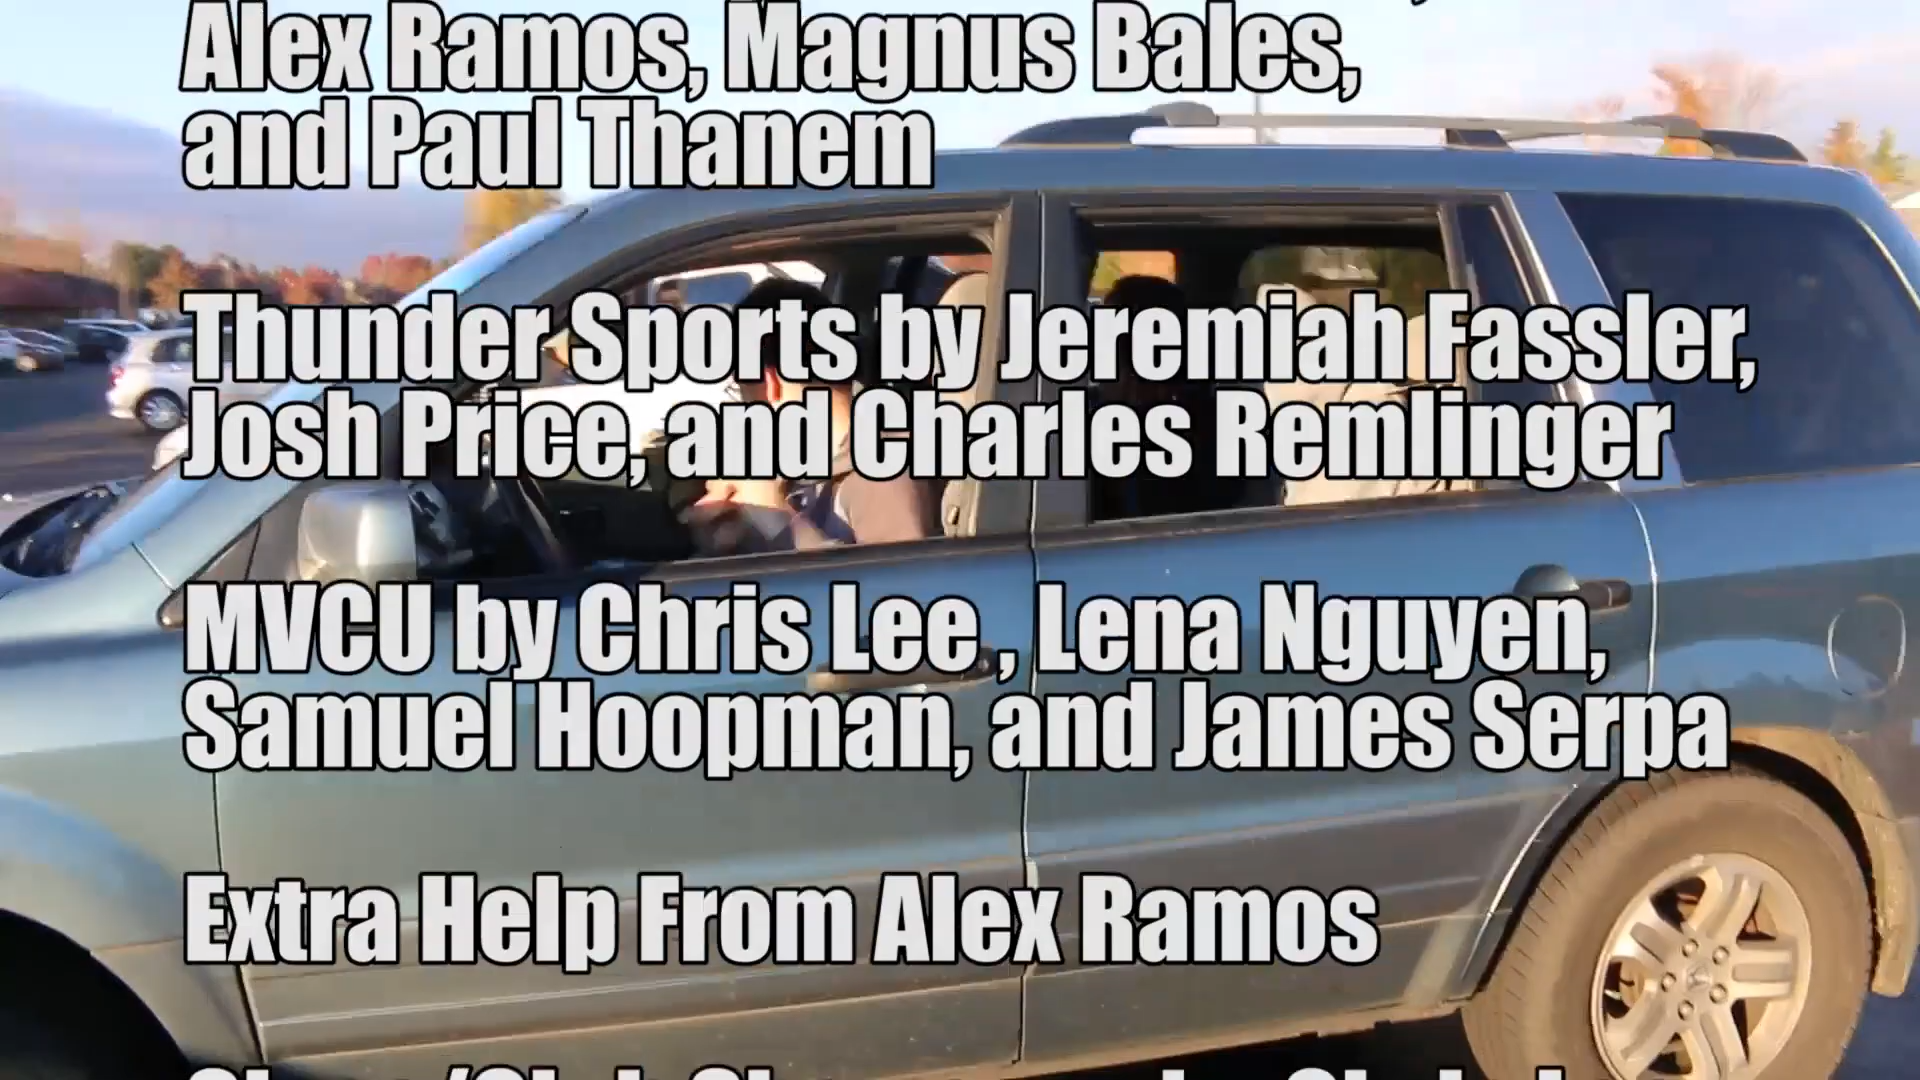 Alex Ramos, Magnus Bales,
and Paul Thanem
Thunder Sports by Jeremiah Fassler,
Josh Price, and Charles Remlinger
MVCU by Chris Lee , Lena Nguyen,
Samuel Hoopman, and James Serpa
Extra Help From Alex Ramos